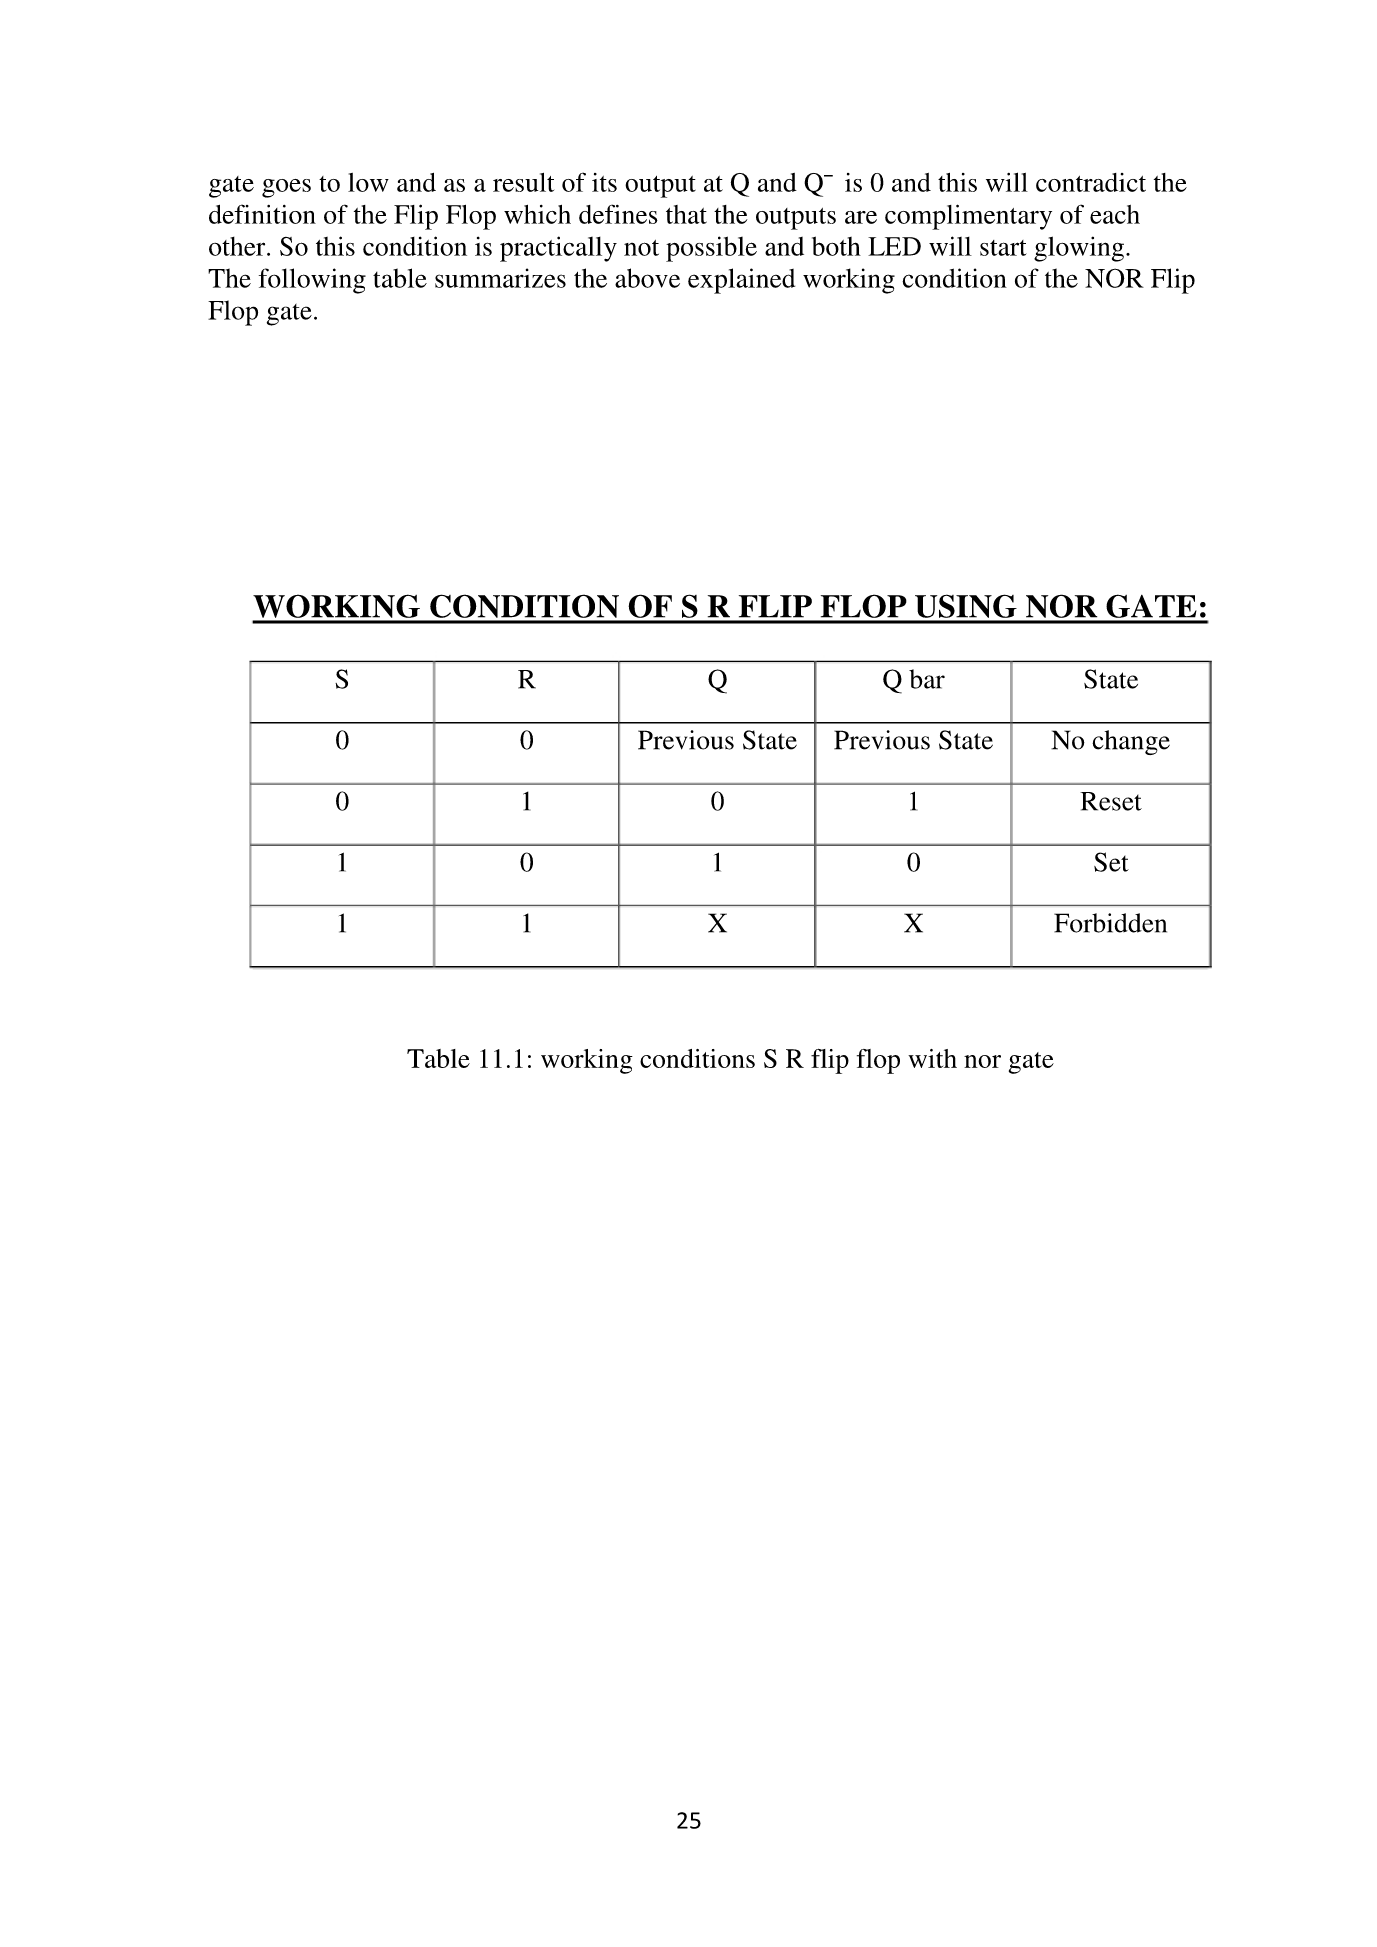 gate goes to low and as a result of its output at Q and Q‾ is 0 and this will contradict the
definition of the Flip Flop which defines that the outputs are complimentary of each
other. So this condition is practically not possible and both LED will start glowing.
The following table summarizes the above explained working condition of the NOR Flip
Flop gate.
WORKING CONDITION OF S R FLIP FLOP USING NOR GATE:
S R Q Q bar State
0 0 Previous State Previous State No change
0 1 0 1 Reset
1 0 1 0 Set
1 1 X X Forbidden
Table 11.1: working conditions S R flip flop with nor gate
25